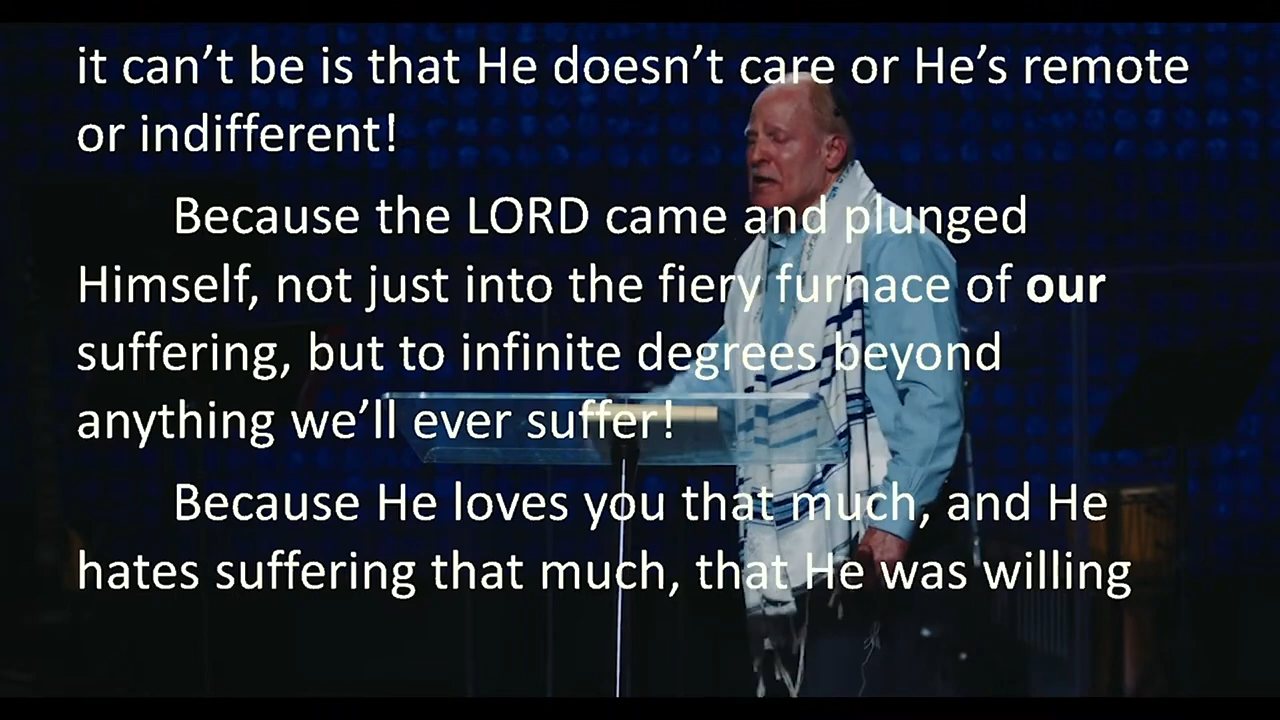 it can’t be is that He doesn’t care or He’s remote
or indifferent!
Because the LORD came and plunged
Himself, not just into the fiery furnace of our
suffering, but to infinite degrees beyond
anything we’ll ever suffer!
Because He loves you that much, and He
hates suffering that much, that He was willing